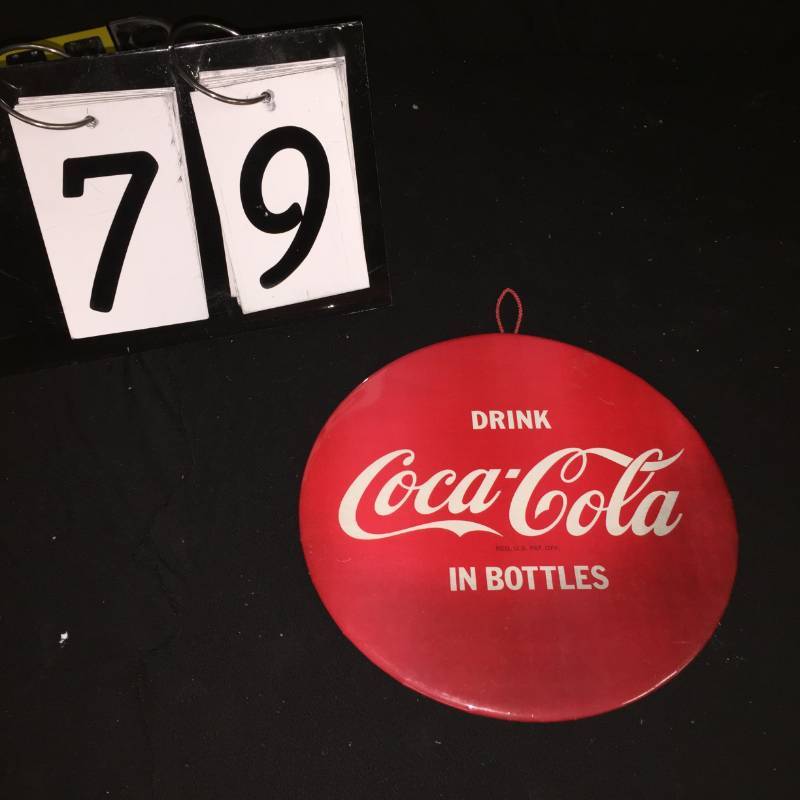 79
DRINK
Coca-Cola
REG. U.S. PAT. OFF.
IN BOTTLES